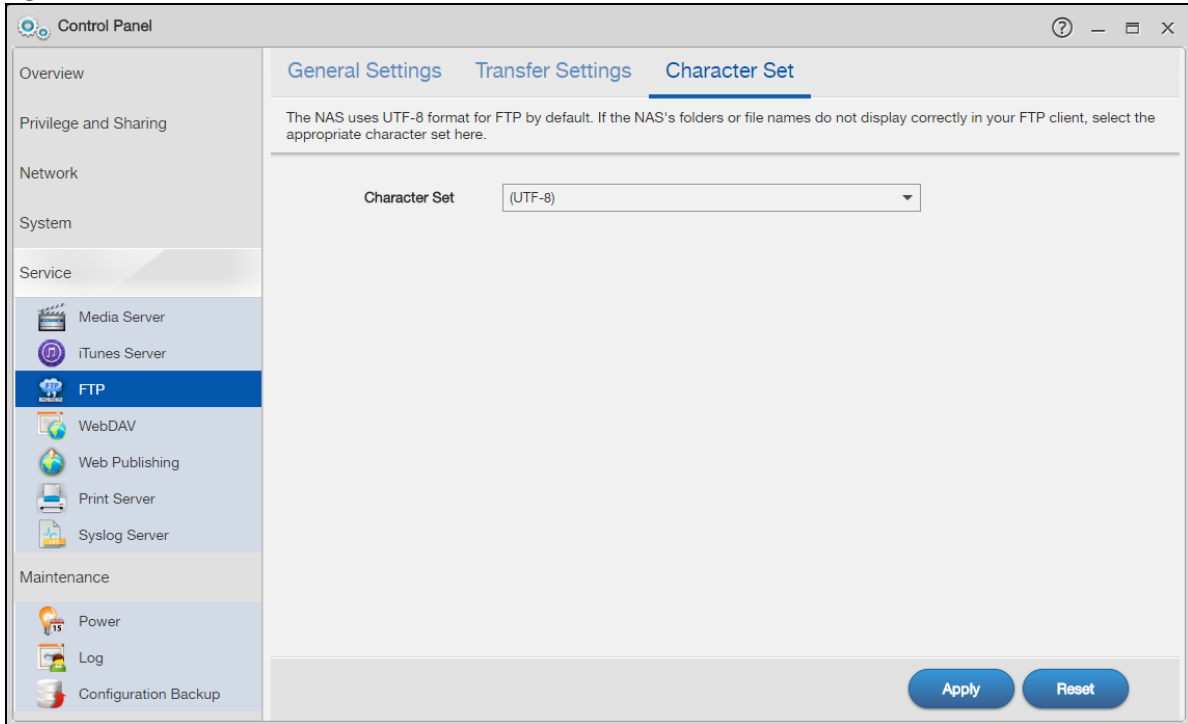 Control Panel
Overview
Privilege and Sharing
Network
System
Service
Media Server
iTunes Server
FTP
WebDAV
Web Publishing
Print Server
Syslog Server
Maintenance
Power
Log
Configuration Backup
General Settings Transfer Settings Character Set
The NAS uses UTF-8 format for FTP by default. If the NAS's folders or file names do not display correctly in your FTP client, select the
appropriate character set here.
Character Set (UTF-8)
Apply Reset